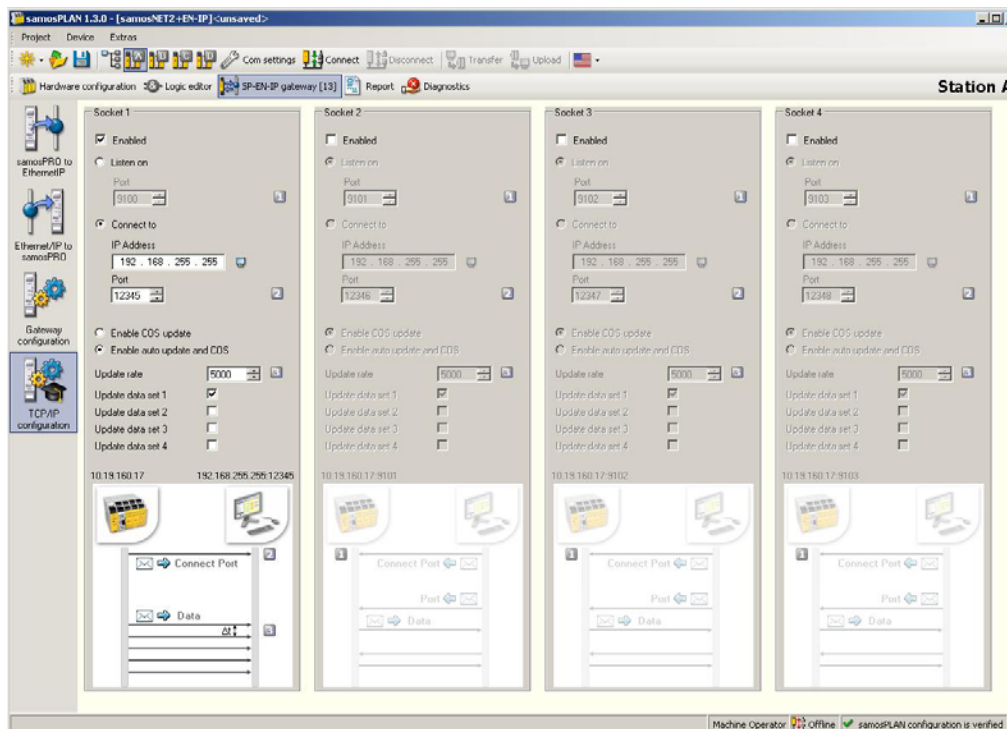 samosPLAN 1.3.0 - [samosNET2+EN-IP]<unsaved>
Project Device Extras
Com settings Connect Disconnect Transfer Upload
Hardware configuration Logic editor SP-EN-IP gateway [13] Report Diagnostics Station A
samosPRO to EthernetIP
Ethernet/IP to samosPRO
Gateway configuration
TCP/IP configuration
Socket 1
Enabled
Listen on
Port
9100
1
Connect to
IP Address
192 . 168 . 255 . 255
Port
12345
2
Enable COS update
Enable auto update and COS
Update rate 5000 a
Update data set 1
Update data set 2
Update data set 3
Update data set 4
10.19.160.17 192.168.255.255:12345
2
Connect Port
Data
Δt a
Socket 2
Enabled
Listen on
Port
9101
1
Connect to
IP Address
192 . 168 . 255 . 255
Port
12346
2
Enable COS update
Enable auto update and COS
Update rate 5000 a
Update data set 1
Update data set 2
Update data set 3
Update data set 4
10.19.160.17:9101
1
Connect Port
Port
Data
Socket 3
Enabled
Listen on
Port
9102
1
Connect to
IP Address
192 . 168 . 255 . 255
Port
12347
2
Enable COS update
Enable auto update and COS
Update rate 5000 a
Update data set 1
Update data set 2
Update data set 3
Update data set 4
10.19.160.17:9102
1
Connect Port
Port
Data
Socket 4
Enabled
Listen on
Port
9103
1
Connect to
IP Address
192 . 168 . 255 . 255
Port
12348
2
Enable COS update
Enable auto update and COS
Update rate 5000 a
Update data set 1
Update data set 2
Update data set 3
Update data set 4
10.19.160.17:9103
1
Connect Port
Port
Data
Machine Operator Offline samosPLAN configuration is verified